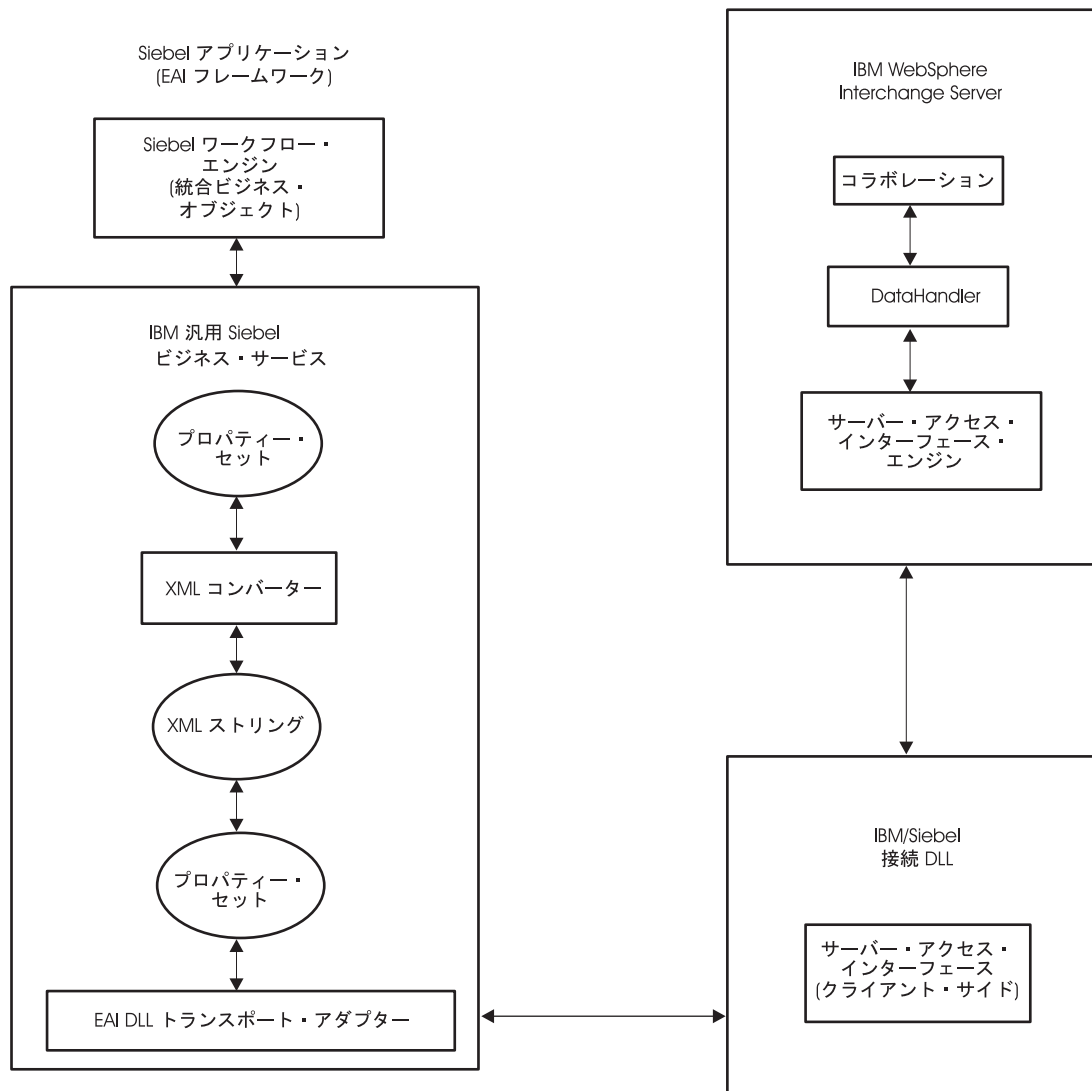 Siebel アプリケーション
(EAI フレームワーク)
Siebel ワークフロー・
エンジン
(統合ビジネス・
オブジェクト)
IBM 汎用 Siebel
ビジネス・サービス
プロパティー・
セット
XML コンバーター
XML ストリング
プロパティー・
セット
EAI DLL トランスポート・アダプター
IBM WebSphere
Interchange Server
コラボレーション
DataHandler
サーバー・アクセス・
インターフェース・
エンジン
IBM/Siebel
接続 DLL
サーバー・アクセス・
インターフェース
(クライアント・サイド)